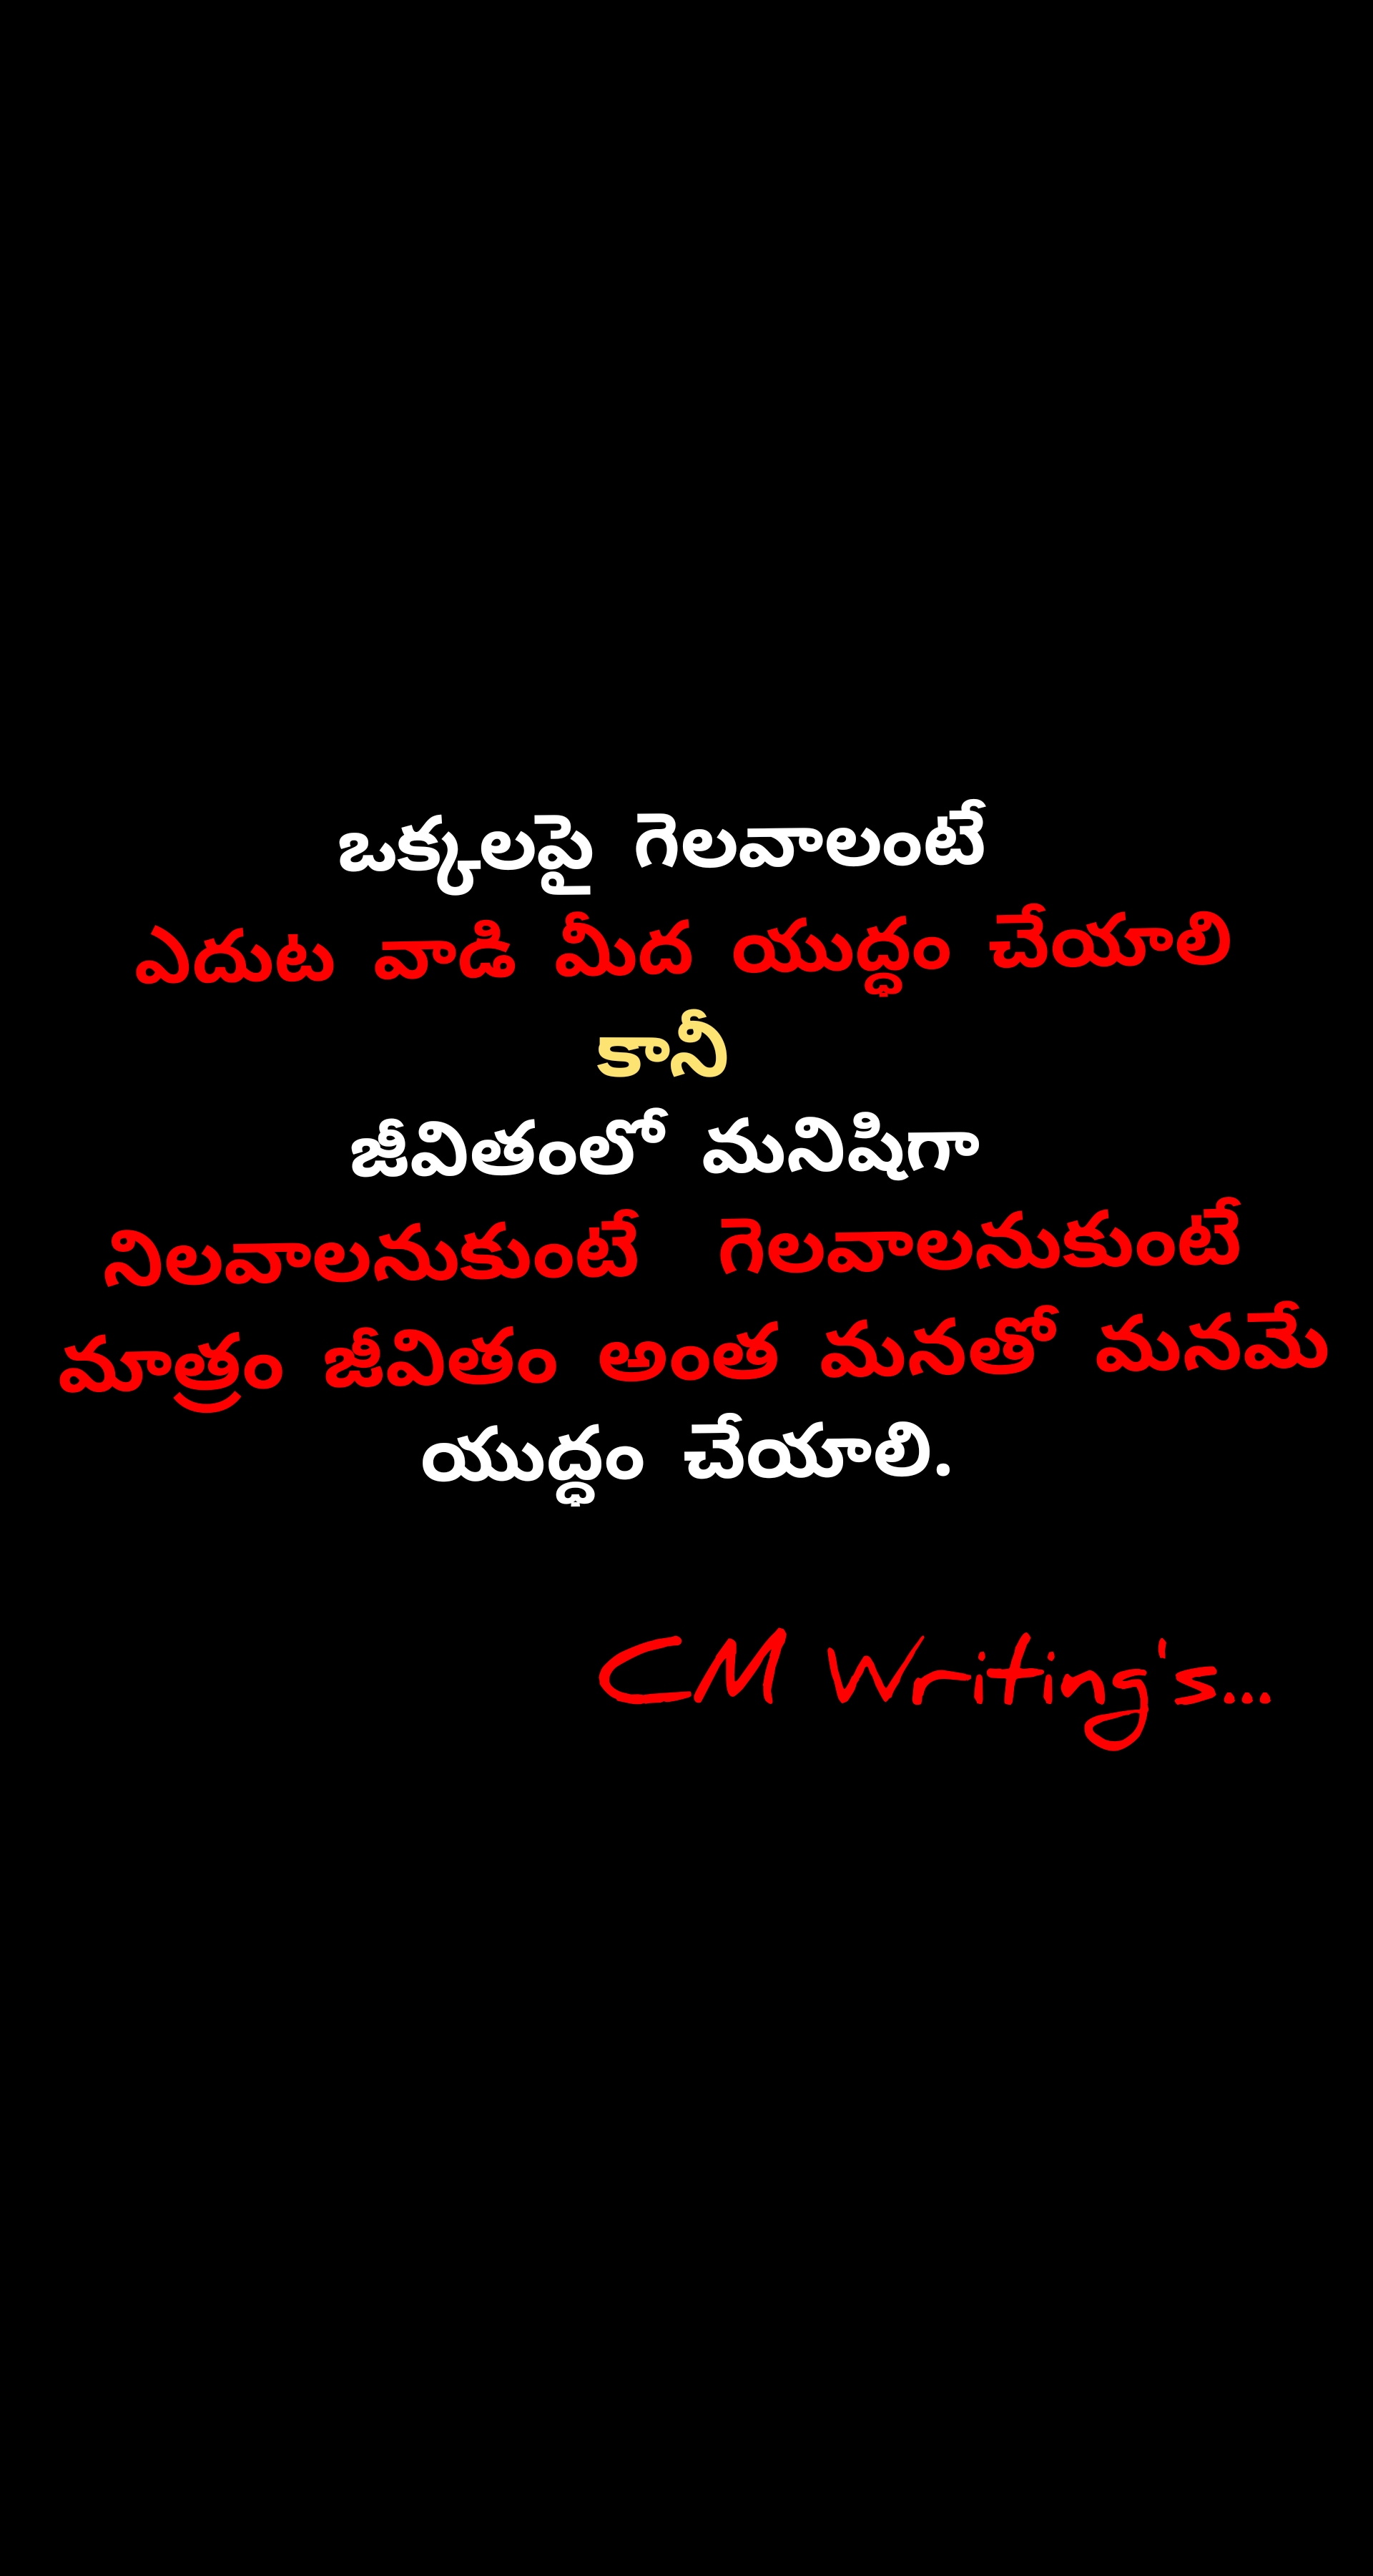 ఒక్కలపై గెలవాలంటే
ఎదుట వాడి మీద యుద్ధం చేయాలి
కానీ
జీవితంలో మనిషిగా
నిలవాలనుకుంటే గెలవాలనుకుంటే
మాత్రం జీవితం అంత మనతో మనమే
యుద్ధం చేయాలి.
CM Writing's...